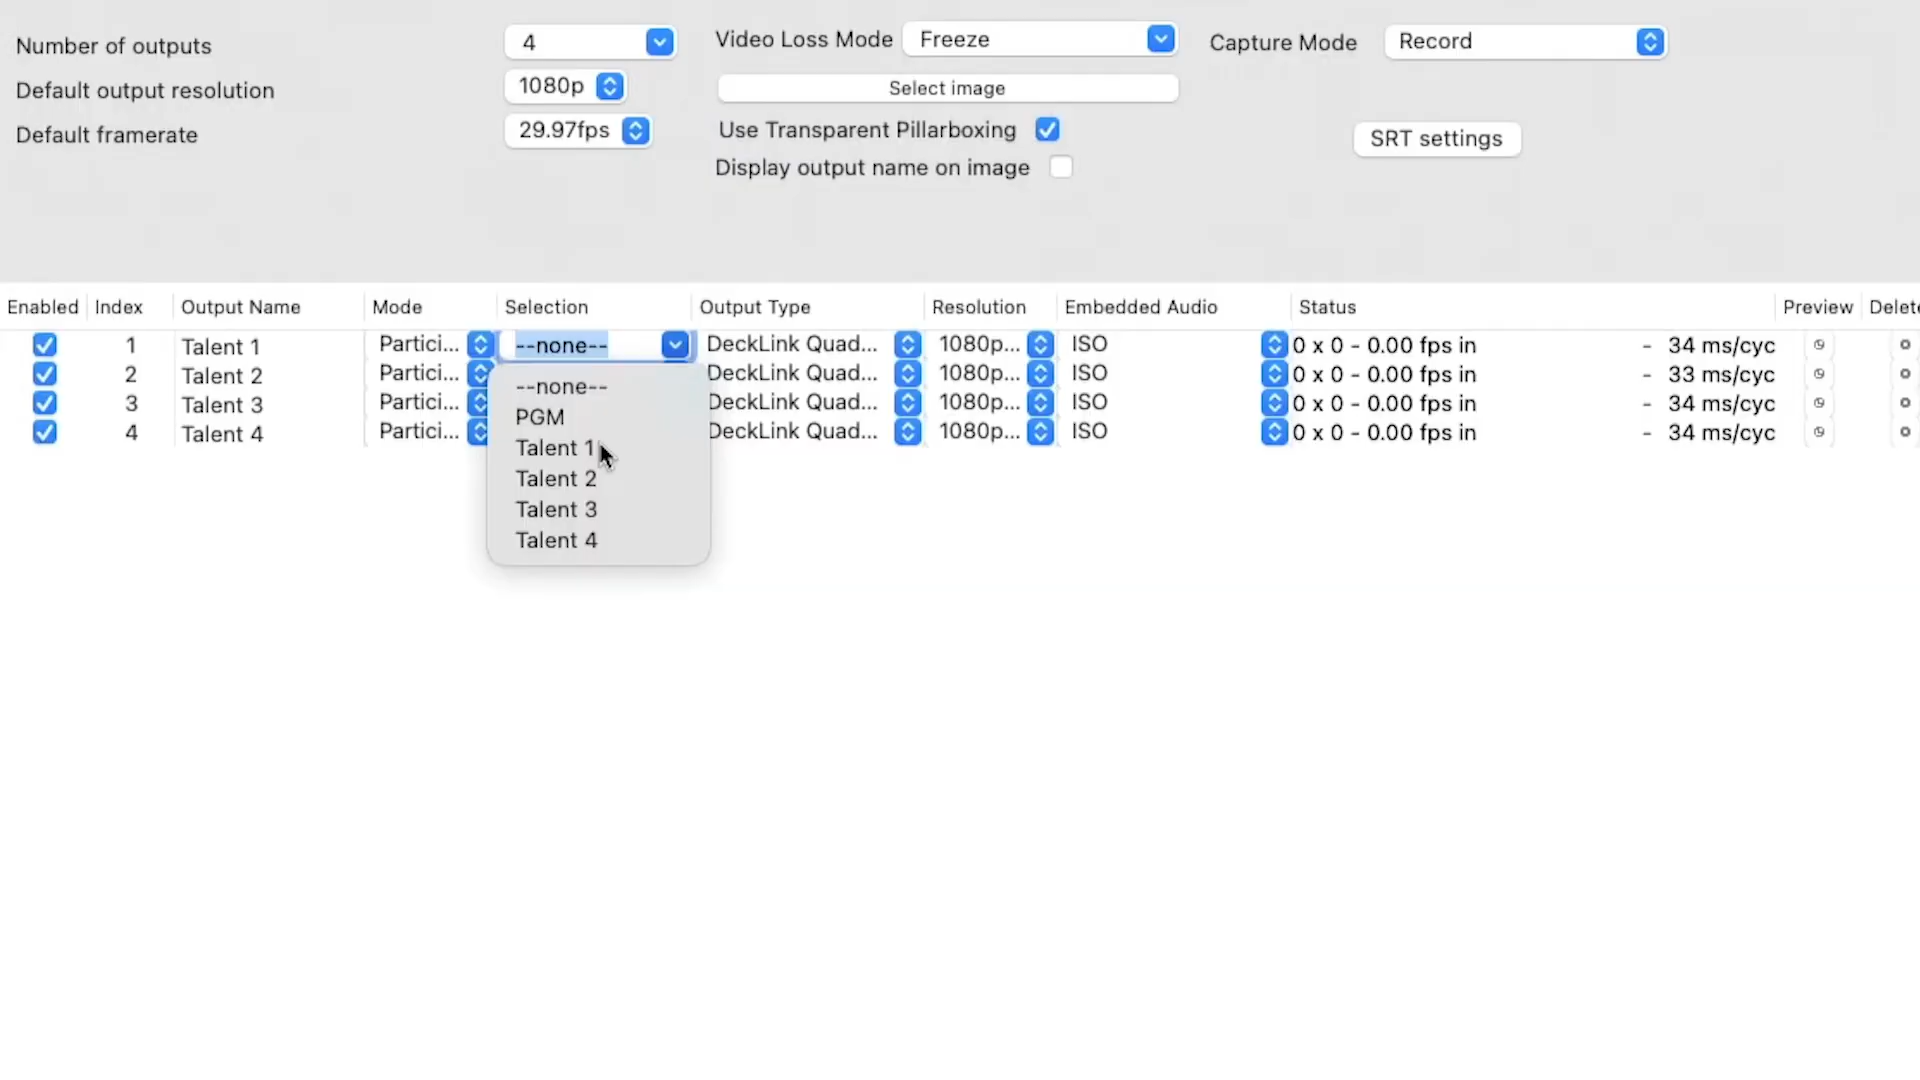 Number of outputs 4 Video Loss Mode Freeze Capture Mode Record
Default output resolution 1080p Select image
Default framerate 29.97fps Use Transparent Pillarboxing SRT settings
Display output name on image
Enabled Index Output Name Mode Selection Output Type Resolution Embedded Audio Status Preview Delete
1 Talent 1 Partici... --none-- DeckLink Quad... 1080p... ISO 0 x 0 - 0.00 fps in - 34 ms/cyc
2 Talent 2 Partici... DeckLink Quad... 1080p... ISO 0 x 0 - 0.00 fps in - 33 ms/cyc
3 Talent 3 Partici... DeckLink Quad... 1080p... ISO 0 x 0 - 0.00 fps in - 34 ms/cyc
4 Talent 4 Partici... DeckLink Quad... 1080p... ISO 0 x 0 - 0.00 fps in - 34 ms/cyc
--none--
PGM
Talent 1
Talent 2
Talent 3
Talent 4